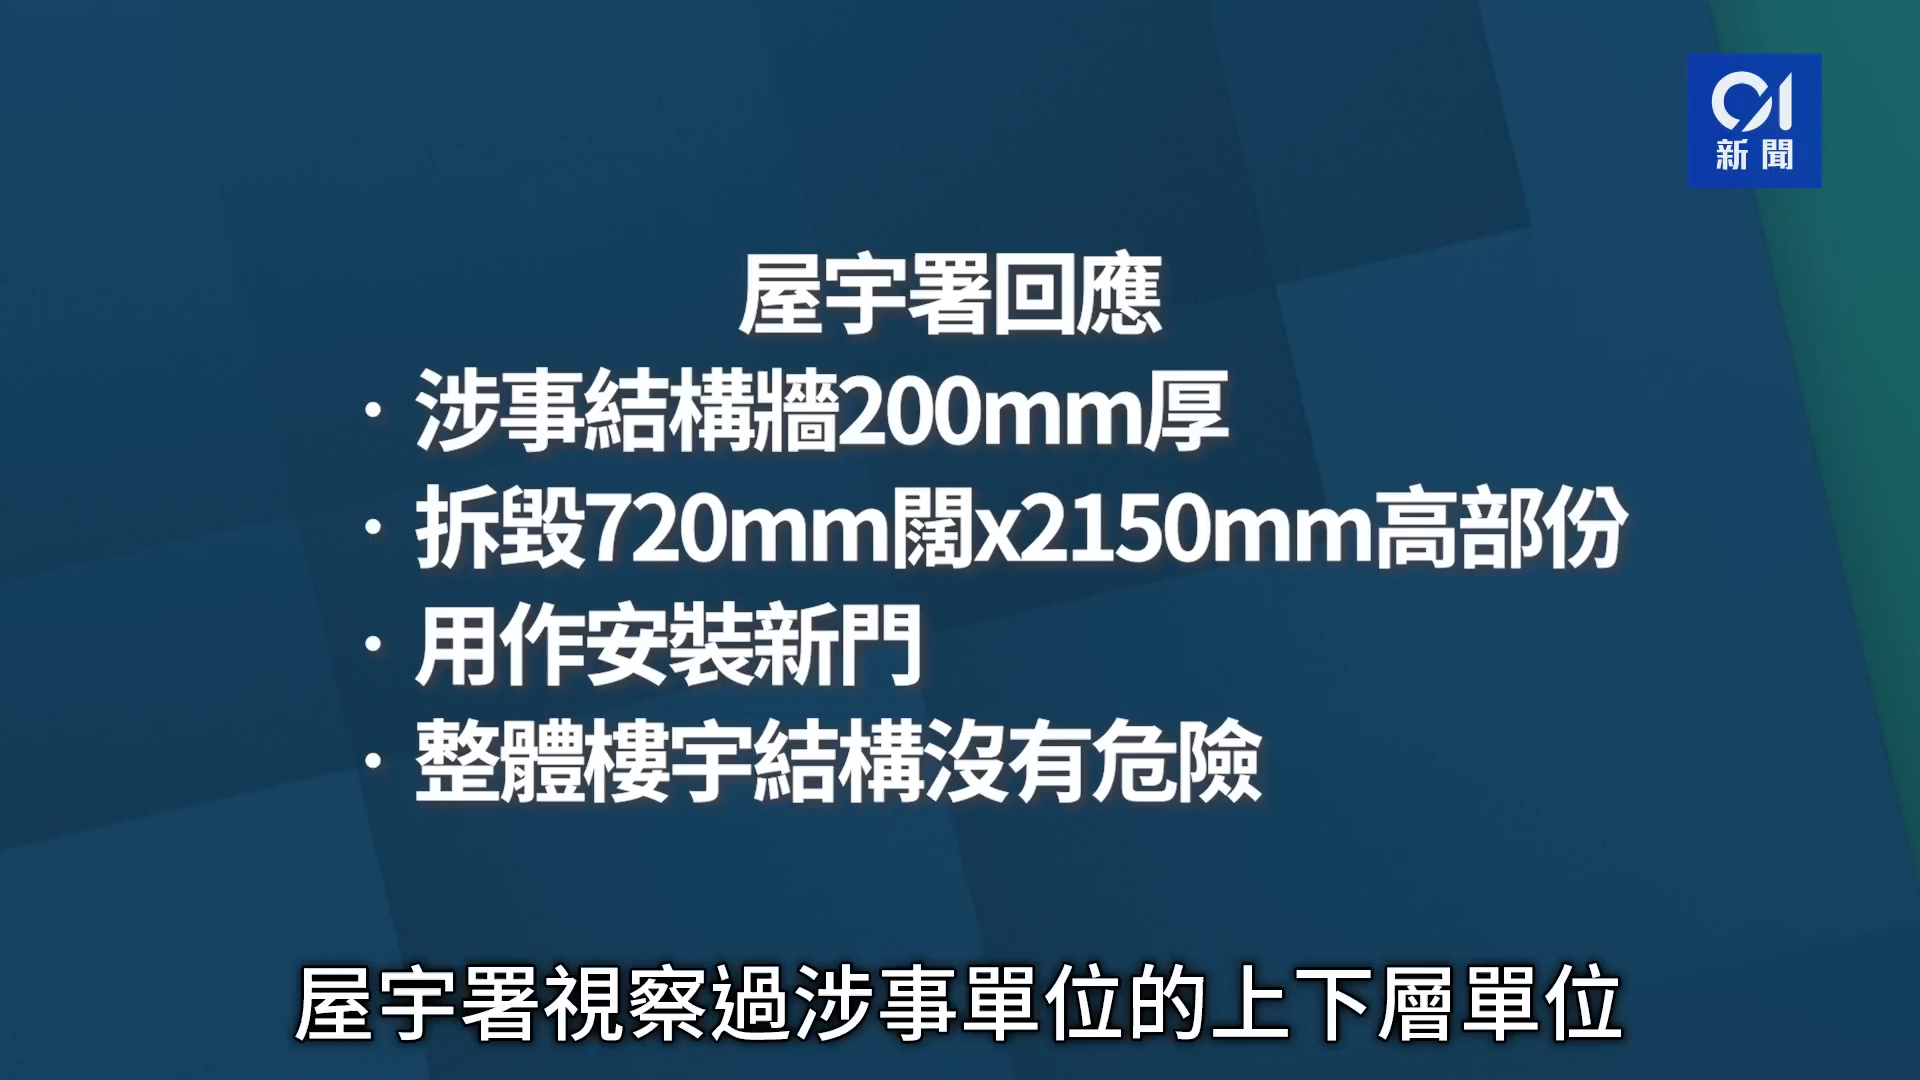 01
新聞
屋宇署回應
· 涉事結構牆200mm厚
· 拆毀720mm闊x2150mm高部份
· 用作安裝新門
· 整體樓宇結構沒有危險
屋宇署視察過涉事單位的上下層單位